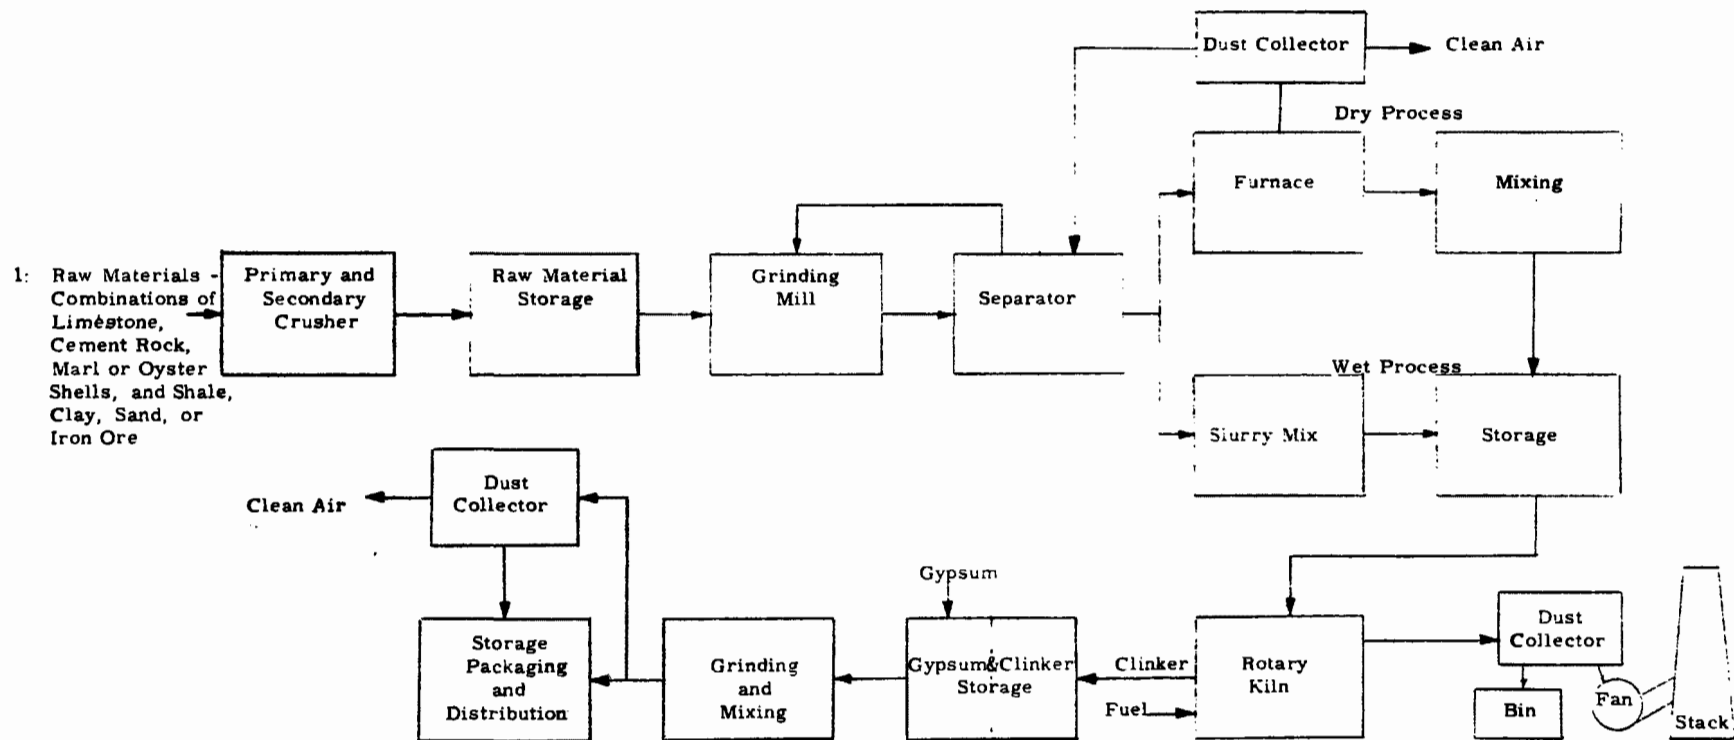 Dust Collector
Clean Air
Dry Process
Furnace
Mixing
1: Raw Materials -
Combinations of
Limestone,
Cement Rock,
Marl or Oyster
Shells, and Shale,
Clay, Sand, or
Iron Ore
Primary and
Secondary
Crusher
Raw Material
Storage
Grinding
Mill
Separator
Wet Process
Slurry Mix
Storage
Clean Air
Dust
Collector
Gypsum
Storage
Packaging
and
Distribution
Grinding
and
Mixing
Gypsum&Clinker
Storage
Clinker
Fuel
Rotary
Kiln
Dust
Collector
Bin
Fan
Stack